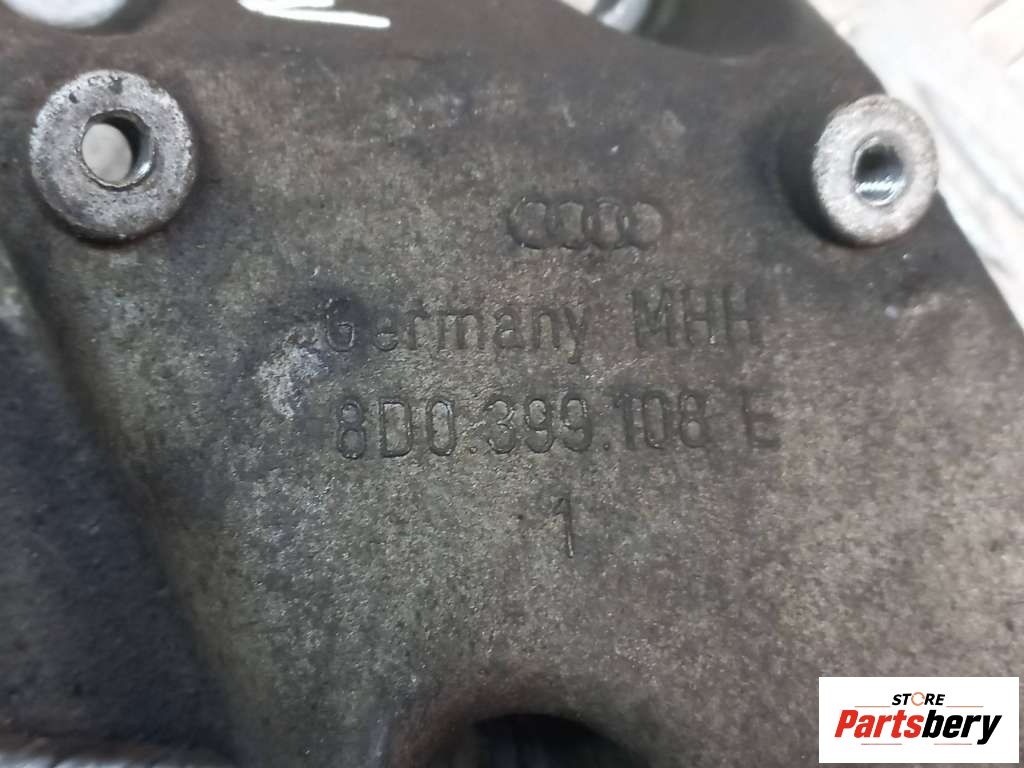 Germany MHH
8D0.399.108 E
1
STORE
Partsbery